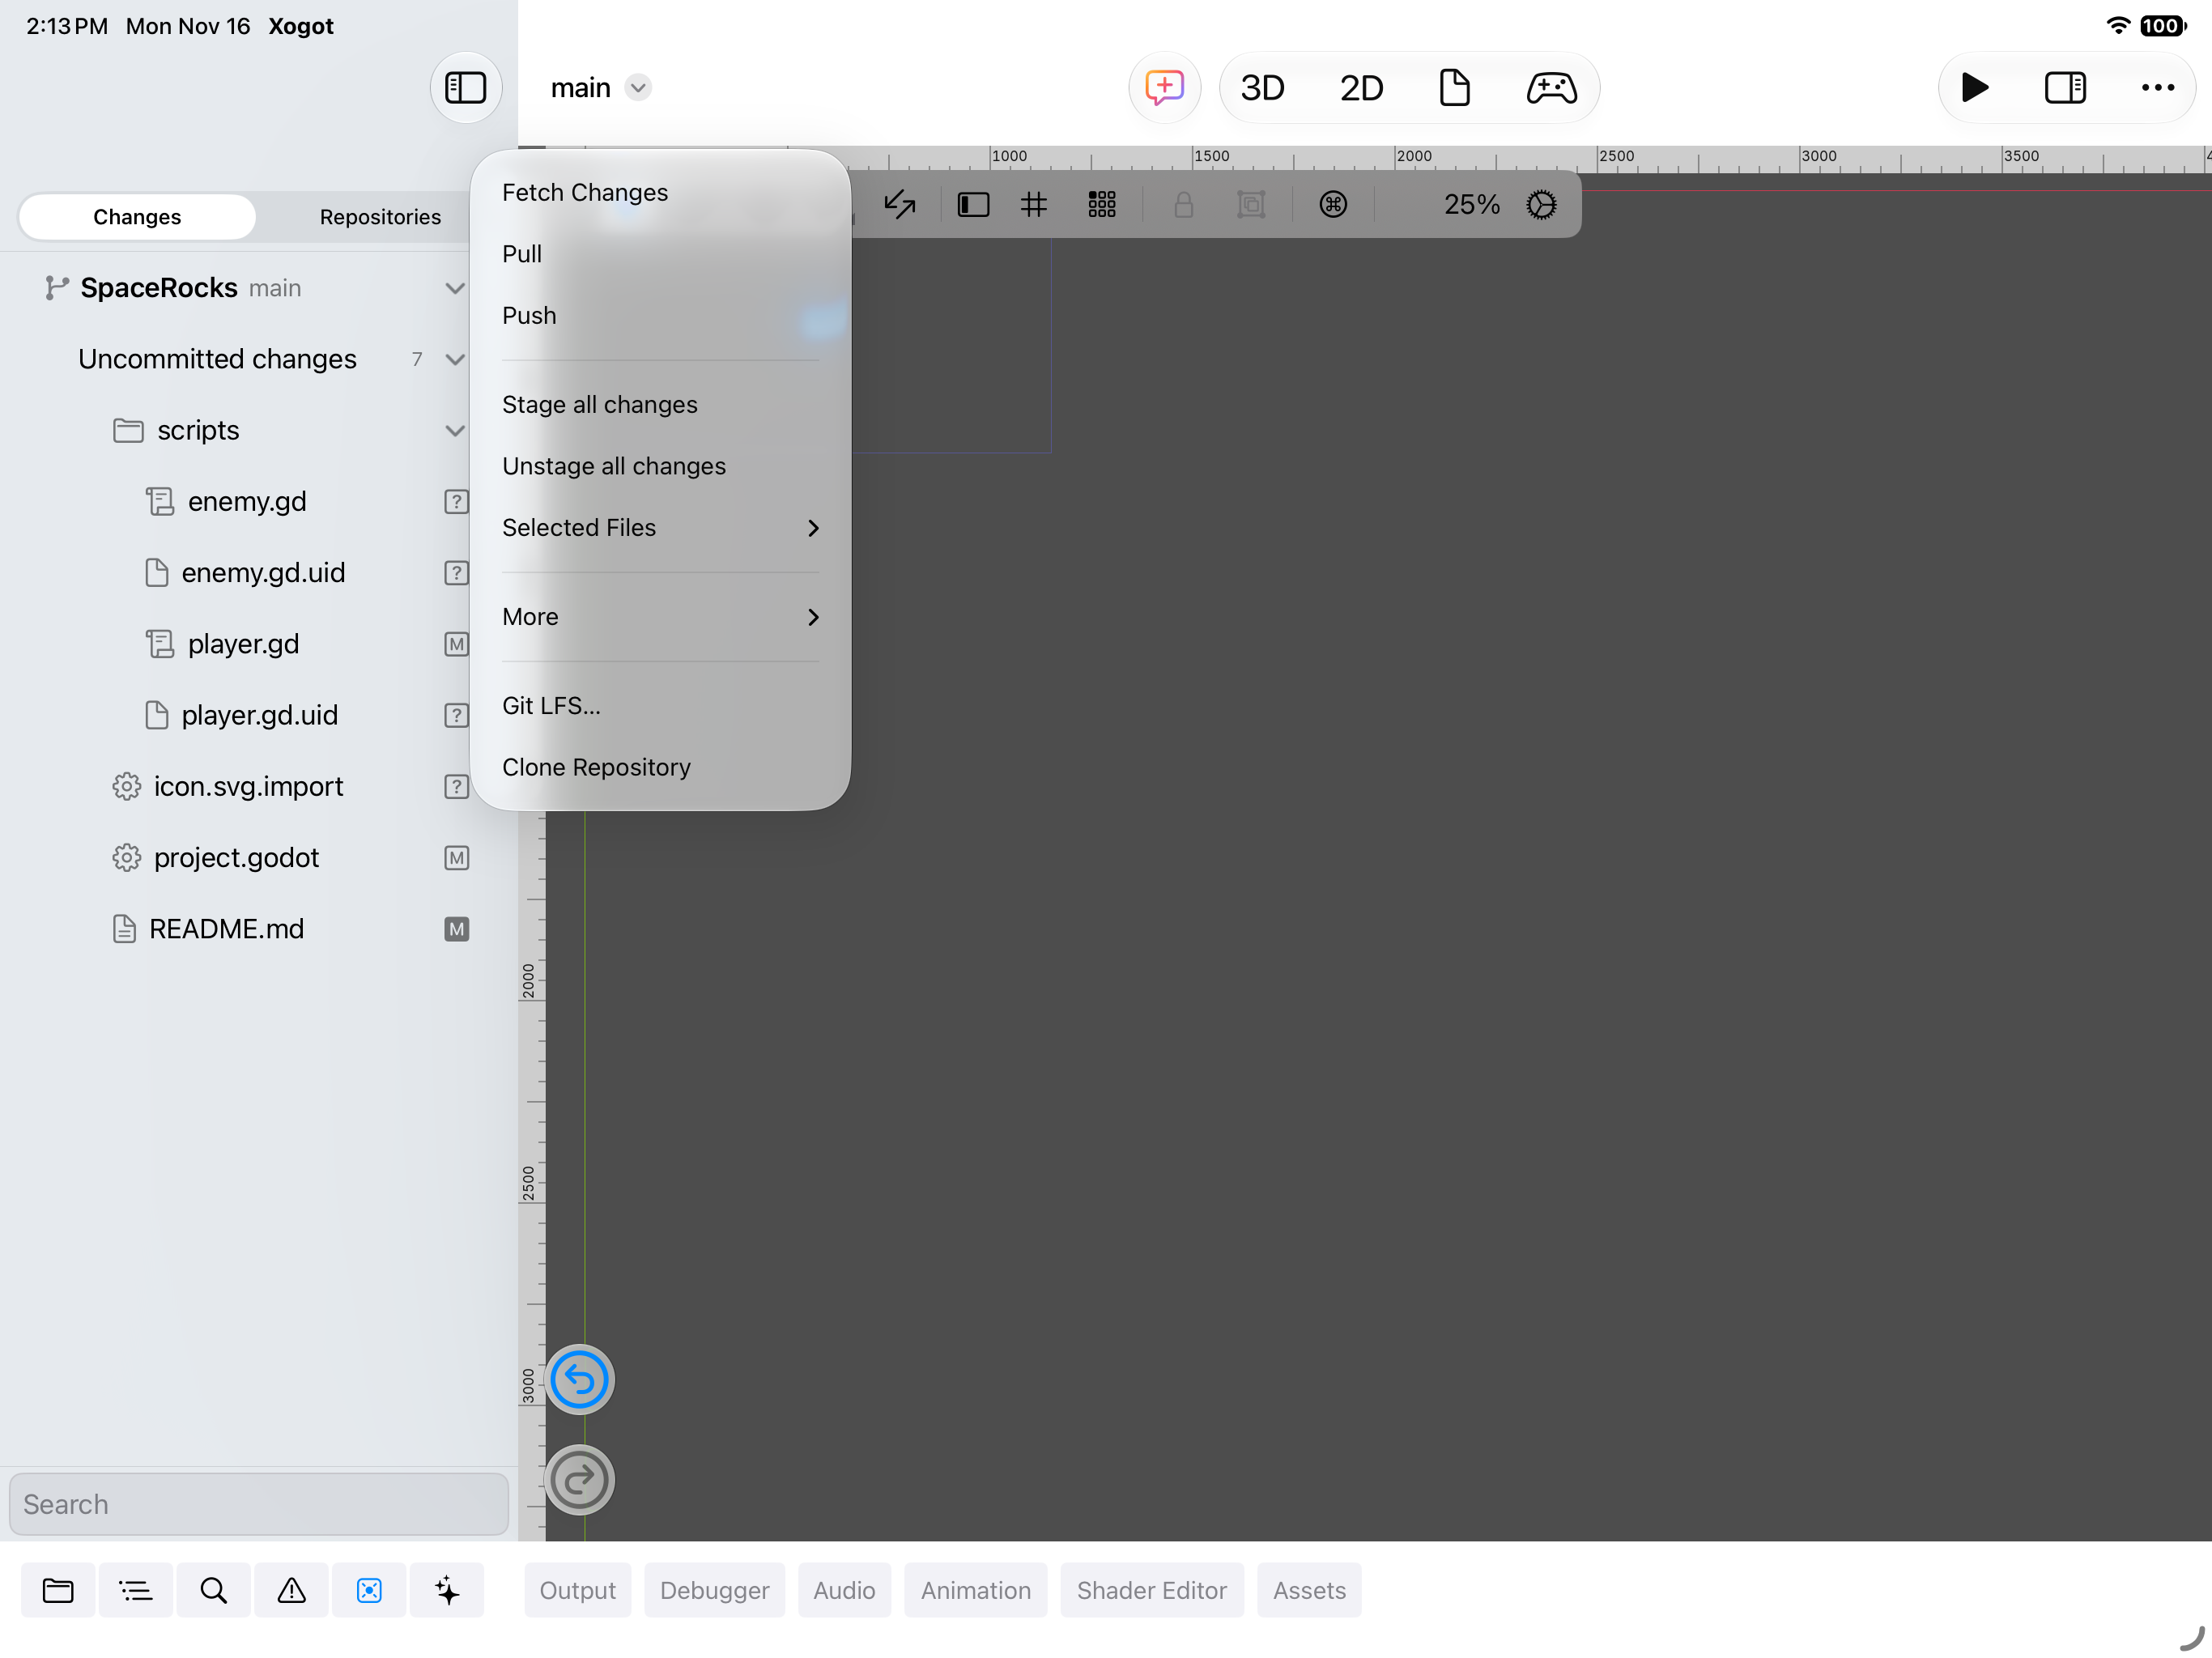 2:13 PM Mon Nov 16 Xogot
100
main
3D 2D
1000 1500 2000 2500 3000 3500
Changes Repositories
25%
SpaceRocks main
Uncommitted changes 7
scripts
enemy.gd ?
enemy.gd.uid ?
player.gd M
player.gd.uid ?
icon.svg.import ?
project.godot M
README.md M
Fetch Changes
Pull
Push
Stage all changes
Unstage all changes
Selected Files
More
Git LFS...
Clone Repository
2000
2500
3000
Search
Output Debugger Audio Animation Shader Editor Assets